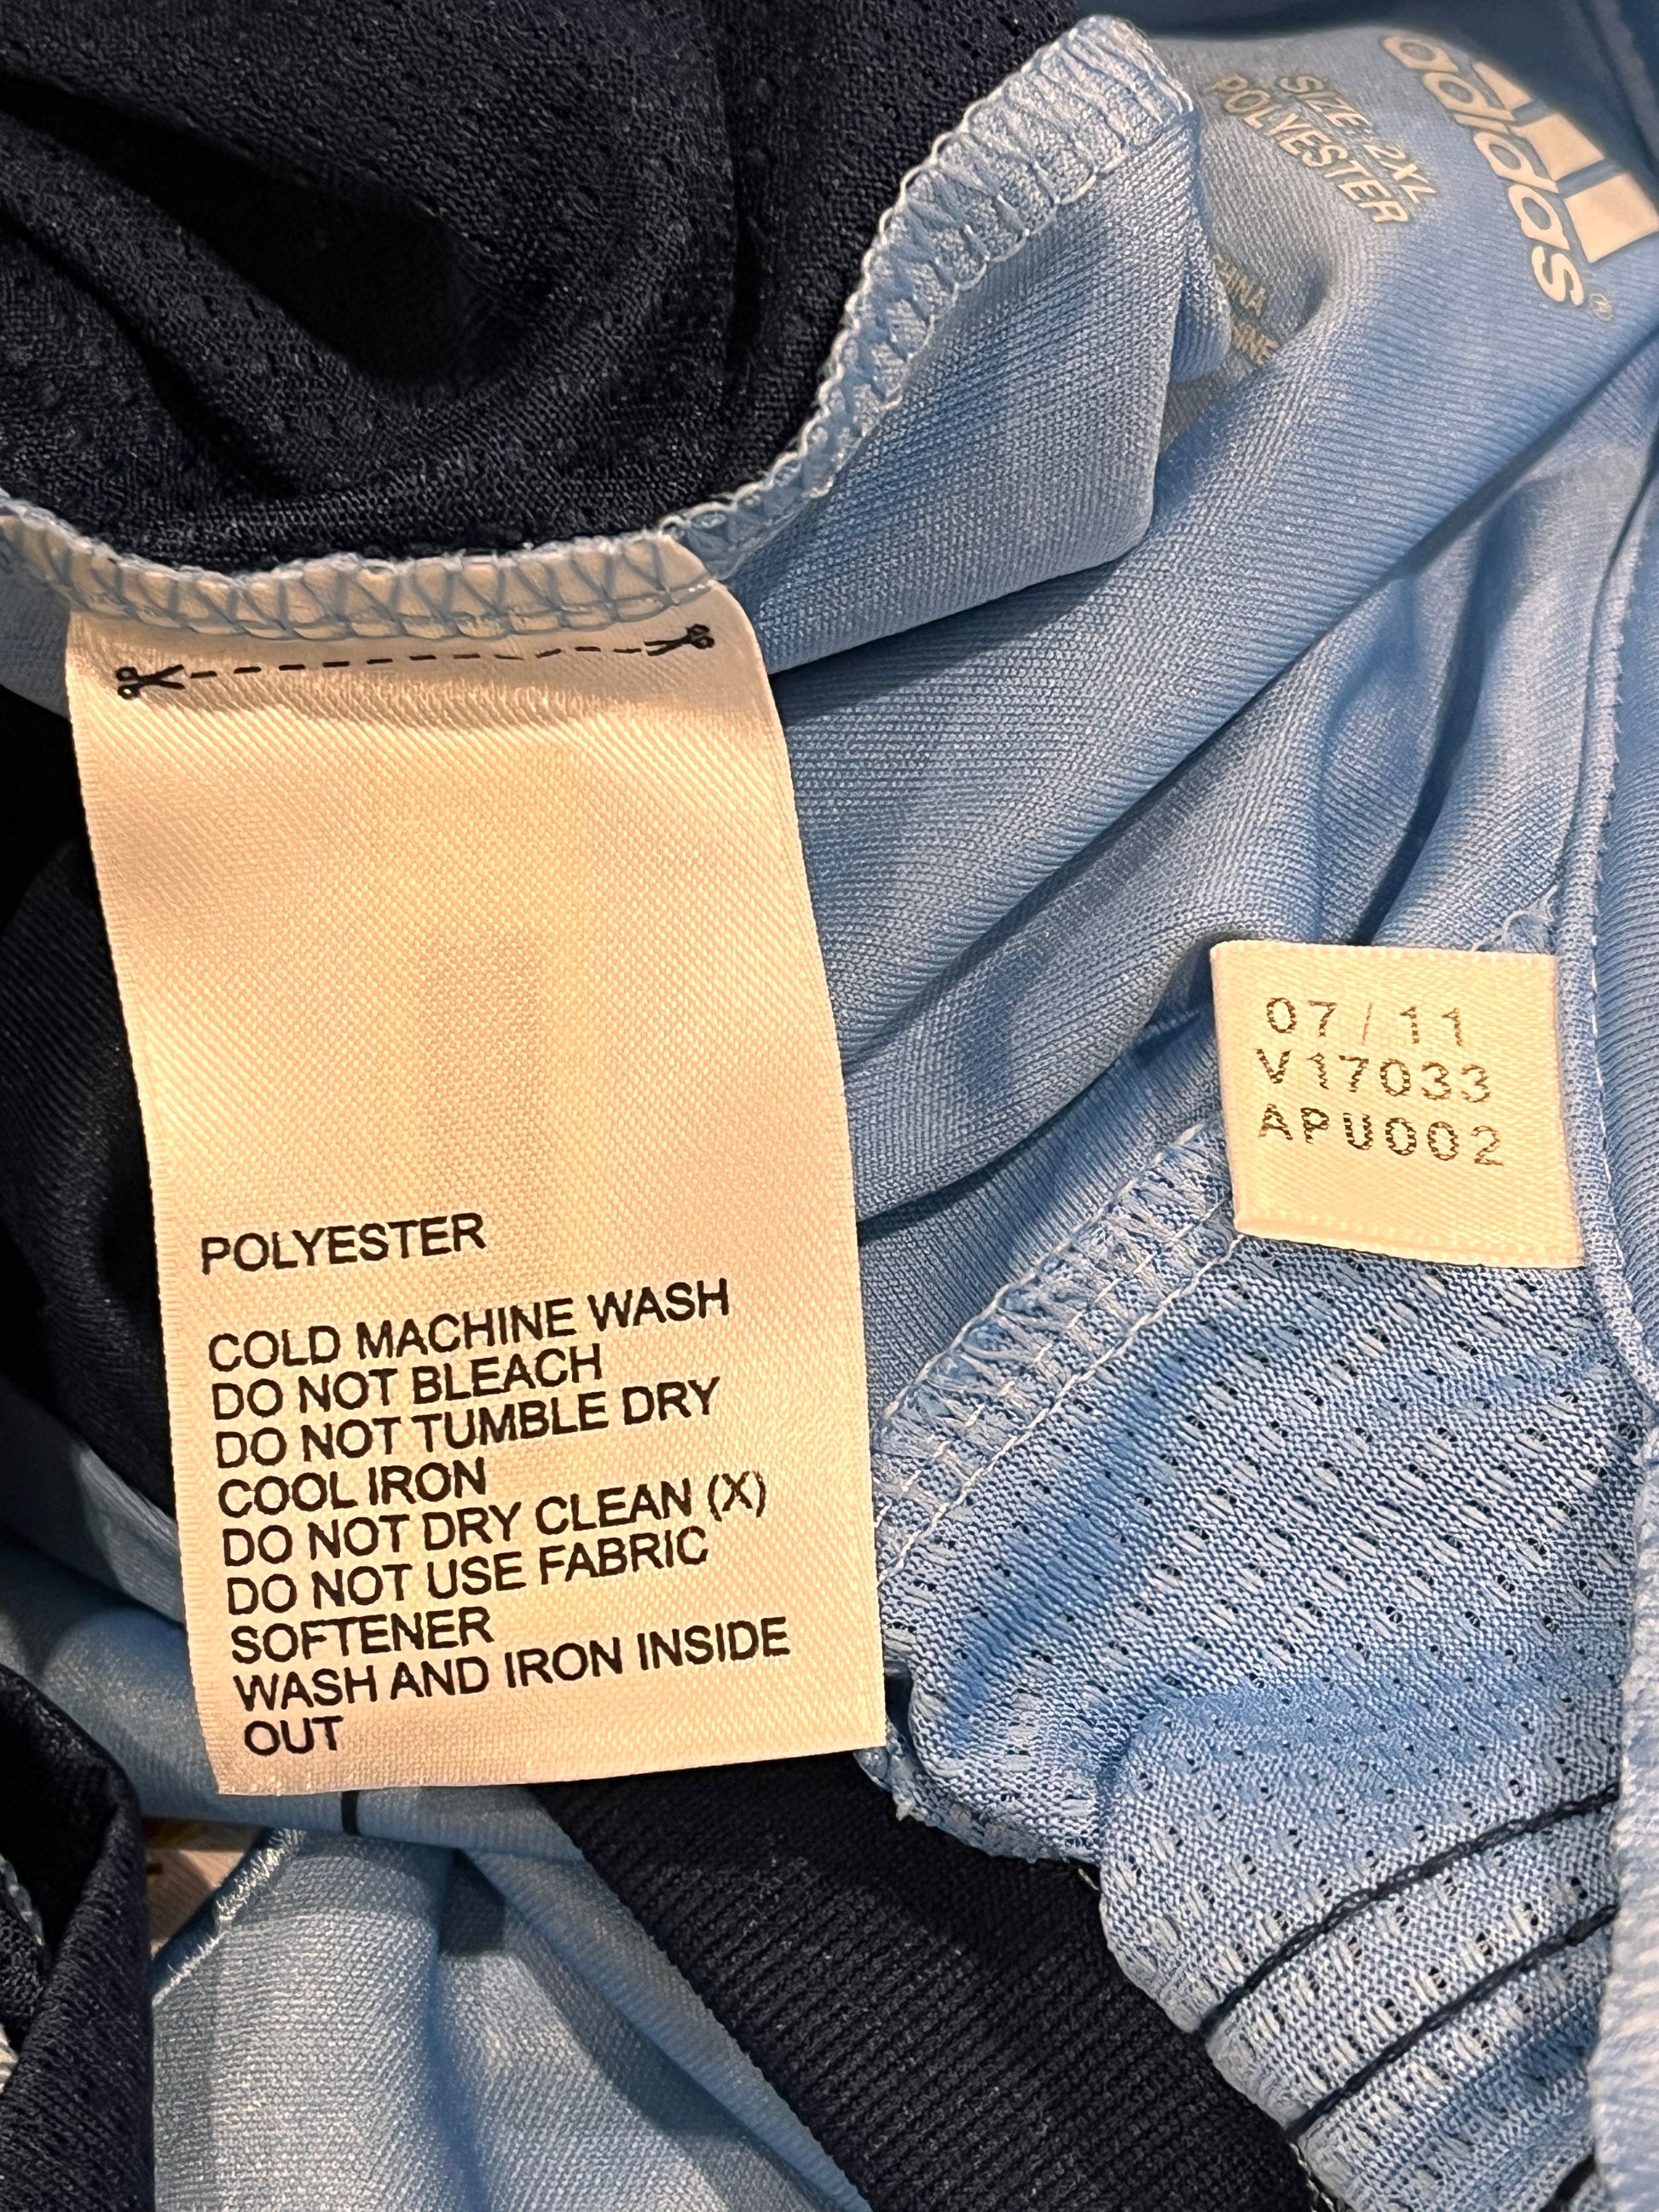 adidas®
SIZE:2XL
POLYESTER
POLYESTER
COLD MACHINE WASH
DO NOT BLEACH
DO NOT TUMBLE DRY
COOL IRON
DO NOT DRY CLEAN (X)
DO NOT USE FABRIC
SOFTENER
WASH AND IRON INSIDE
OUT
07/11
V17033
APU002